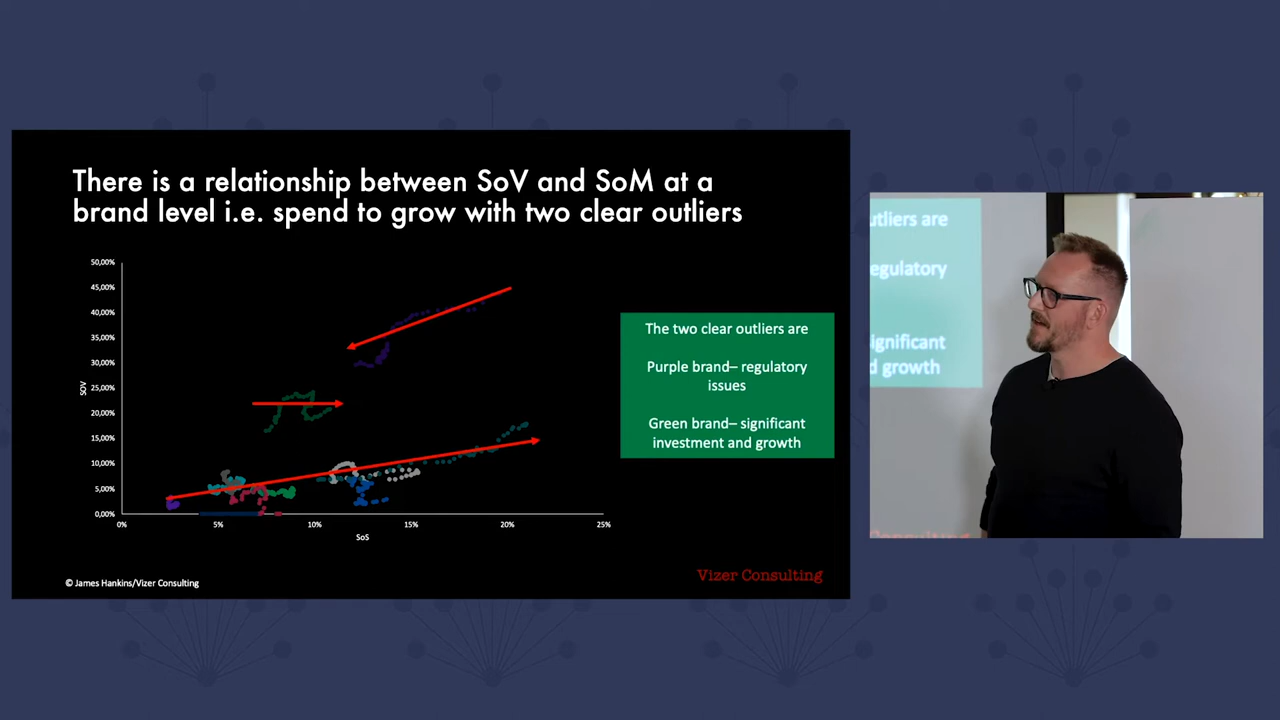 There is a relationship between SoV and SoM at a
brand level i.e. spend to grow with two clear outliers
50,00%
45,00%
40,00%
35,00%
30,00%
25,00%
20,00%
15,00%
10,00%
5,00%
0,00%
SOV
0%
5%
10%
15%
20%
25%
SoS
The two clear outliers are
Purple brand– regulatory
issues
Green brand– significant
investment and growth
© James Hankins/Vizer Consulting
Vizer Consulting
utliers are
egulatory
ignificant
d growth